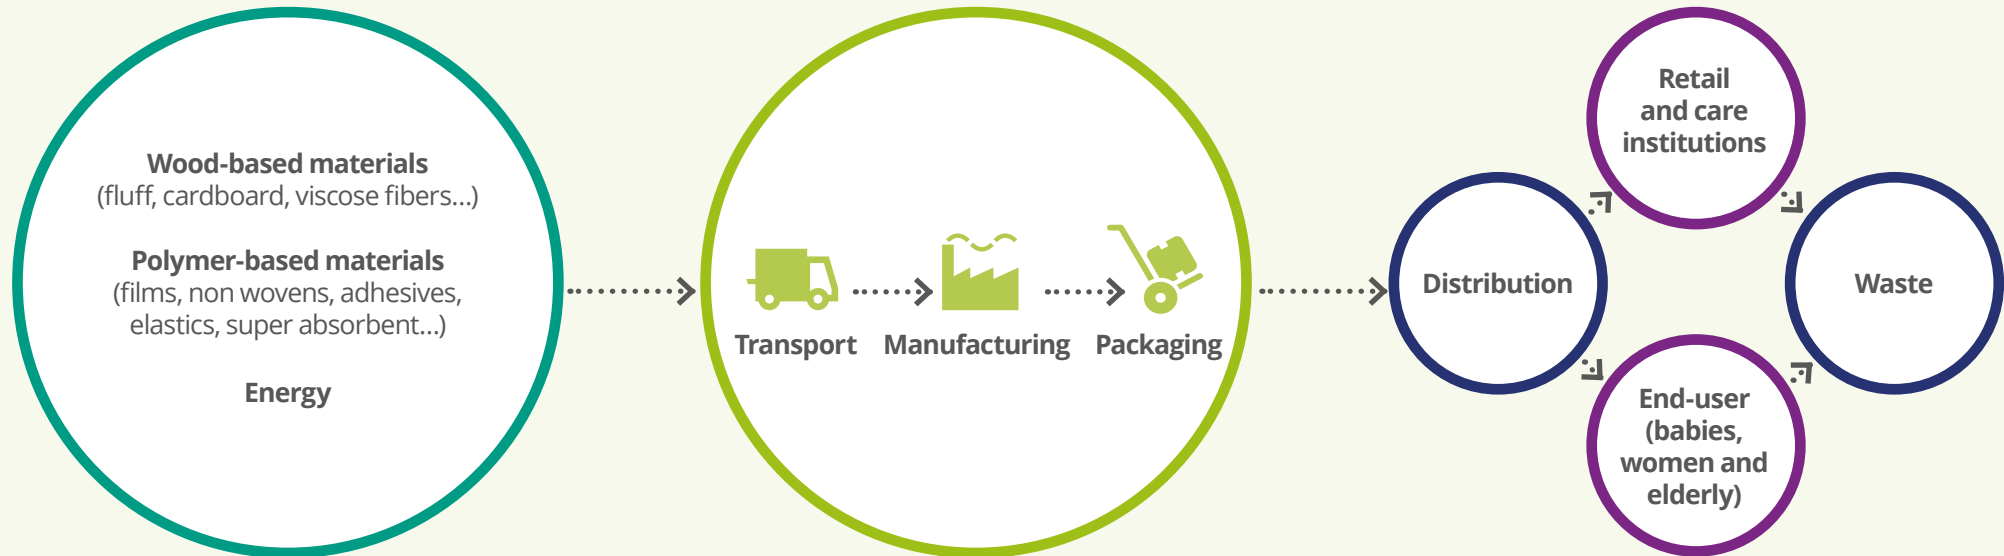 Wood-based materials
(fluff, cardboard, viscose fibers...)
Polymer-based materials
(films, non wovens, adhesives,
elastics, super absorbent...)
Energy
Transport
Manufacturing
Packaging
Distribution
Retail
and care
institutions
End-user
(babies,
women and
elderly)
Waste